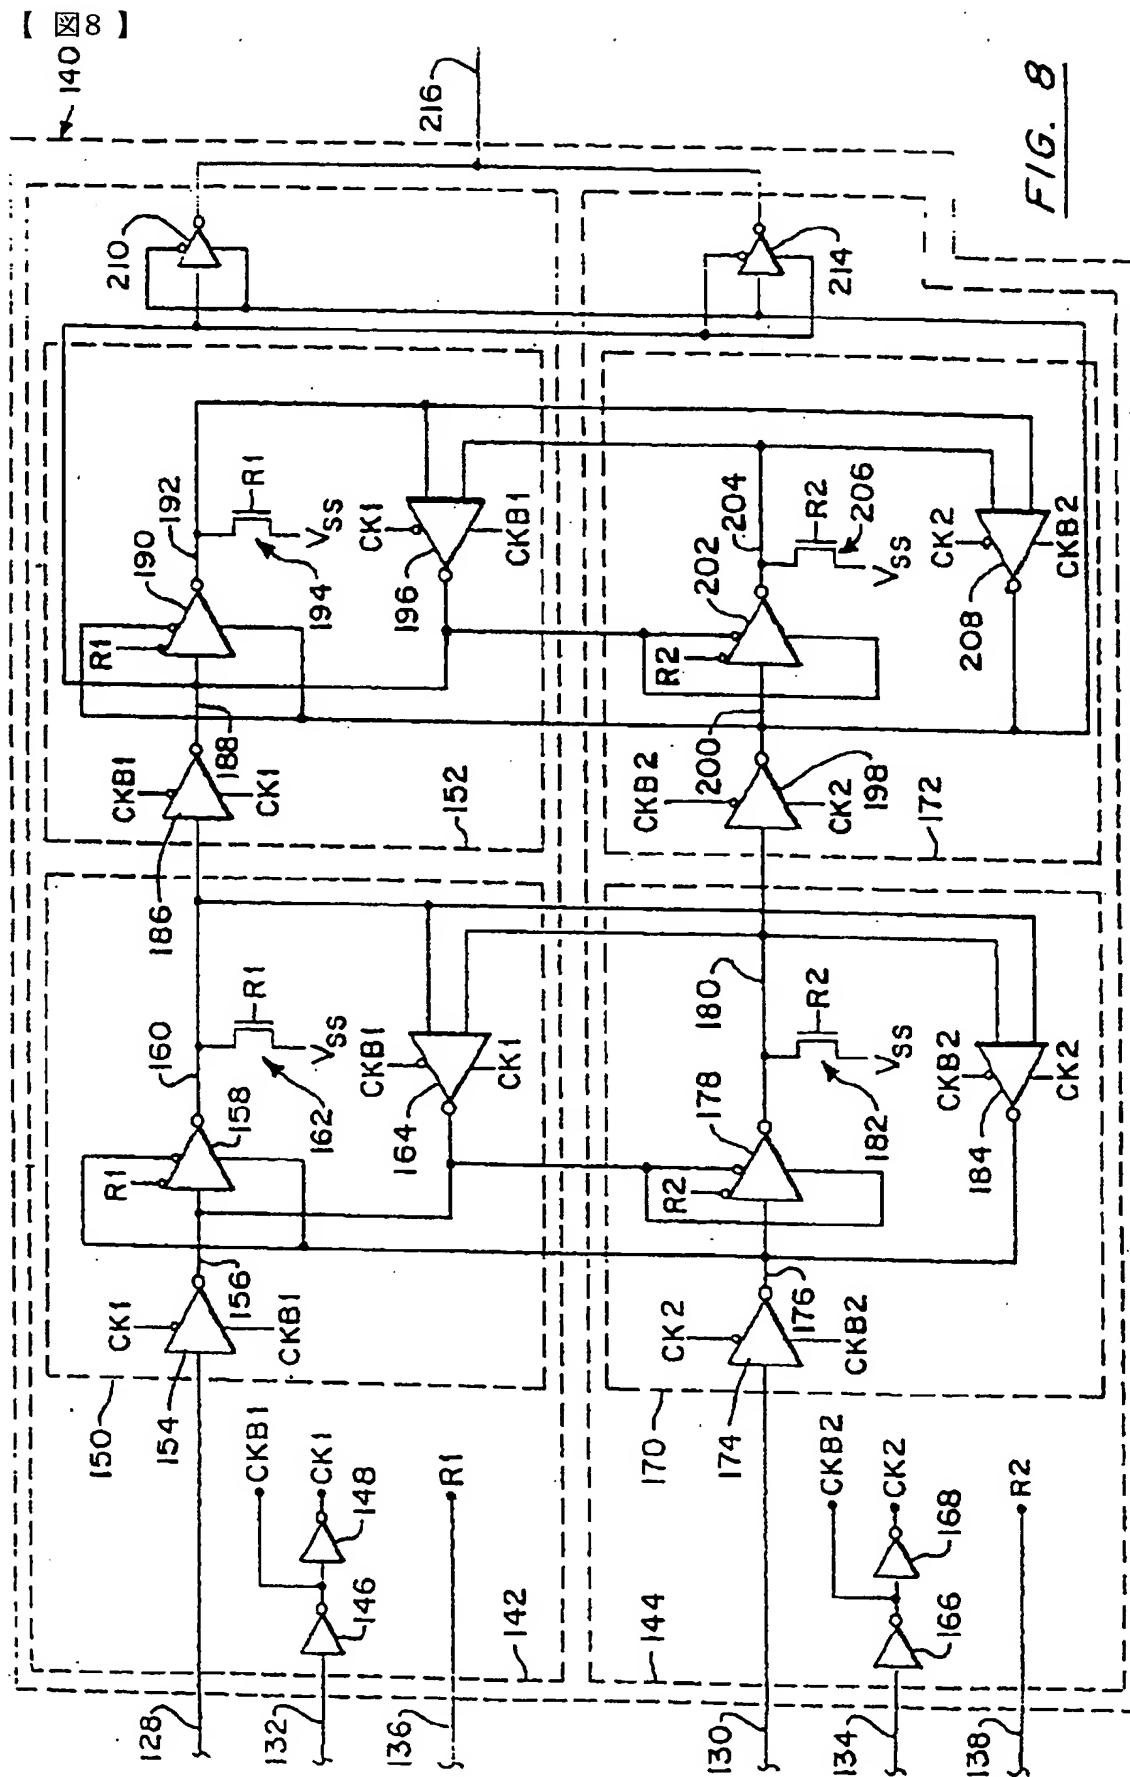 【 図8 】
140
216
FIG. 8
210
214
192
190
R1
R1
VSS
194
CK1
CKB1
196
204
202
R2
R2
206
VSS
CK2
CKB2
208
188
CKB1
CK1
186
152
200
CKB2
CK2
198
172
160
158
R1
R1
VSS
162
CKB1
CK1
164
180
178
R2
R2
VSS
182
CKB2
CK2
184
156
CK1
CKB1
154
150
176
CK2
CKB2
174
170
CKB1
CK1
148
146
R1
142
CKB2
CK2
168
166
R2
144
128
132
136
130
134
138